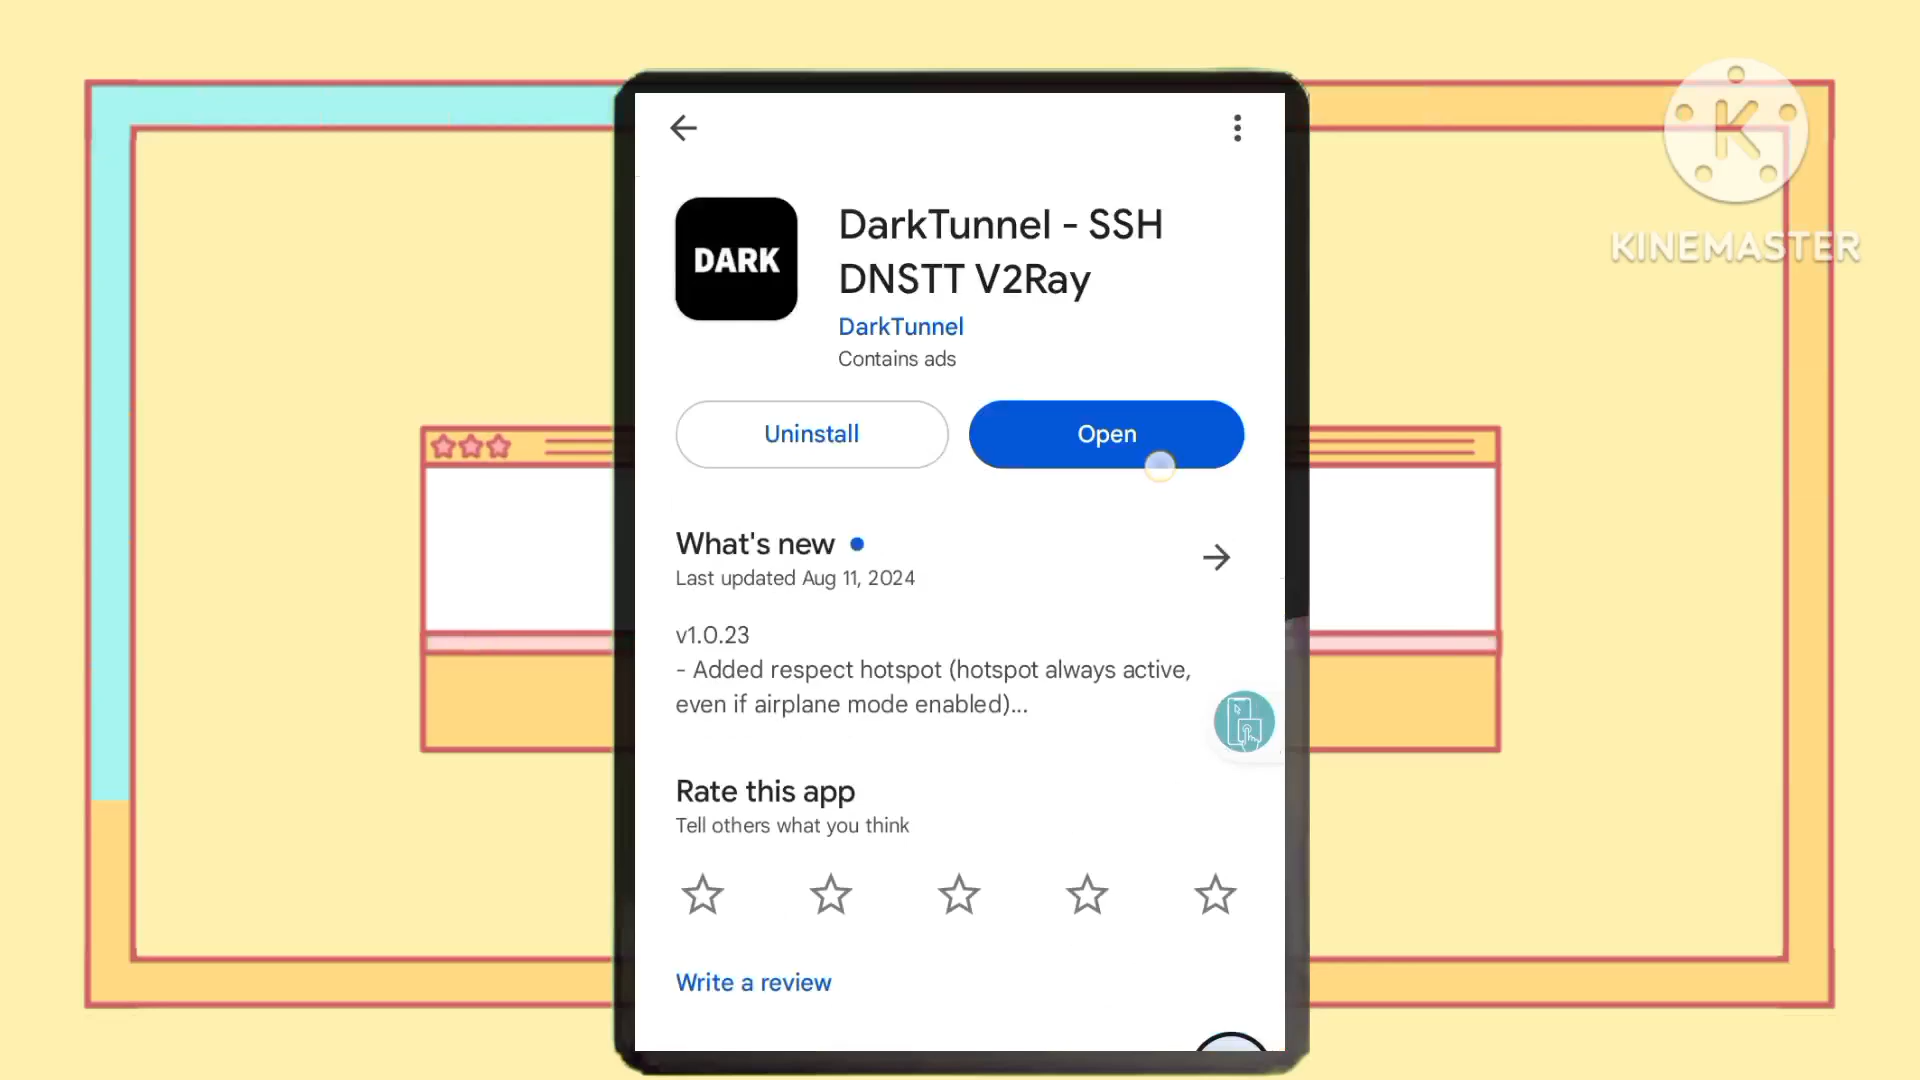 KINEMASTER
DARK
DarkTunnel - SSH
DNSTT V2Ray
DarkTunnel
Contains ads
Uninstall
Open
What's new
Last updated Aug 11, 2024
v1.0.23
- Added respect hotspot (hotspot always active,
even if airplane mode enabled)...
Rate this app
Tell others what you think
Write a review